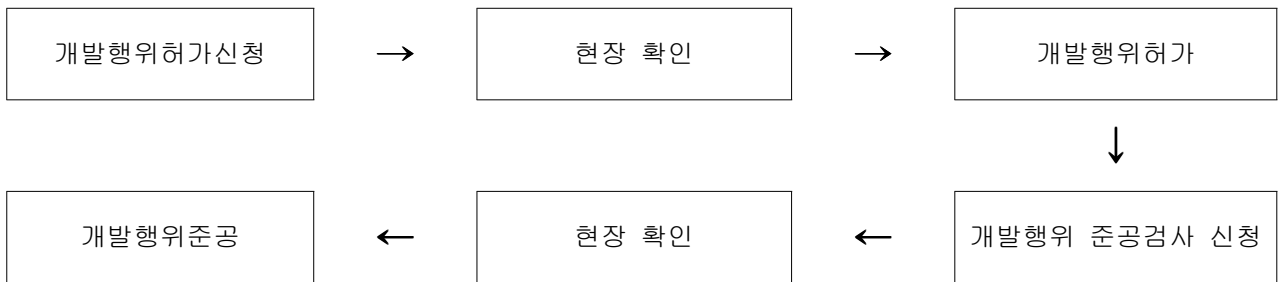 개발행위허가신청 → 현장 확인 → 개발행위허가
↓
개발행위준공 ← 현장 확인 ← 개발행위 준공검사 신청